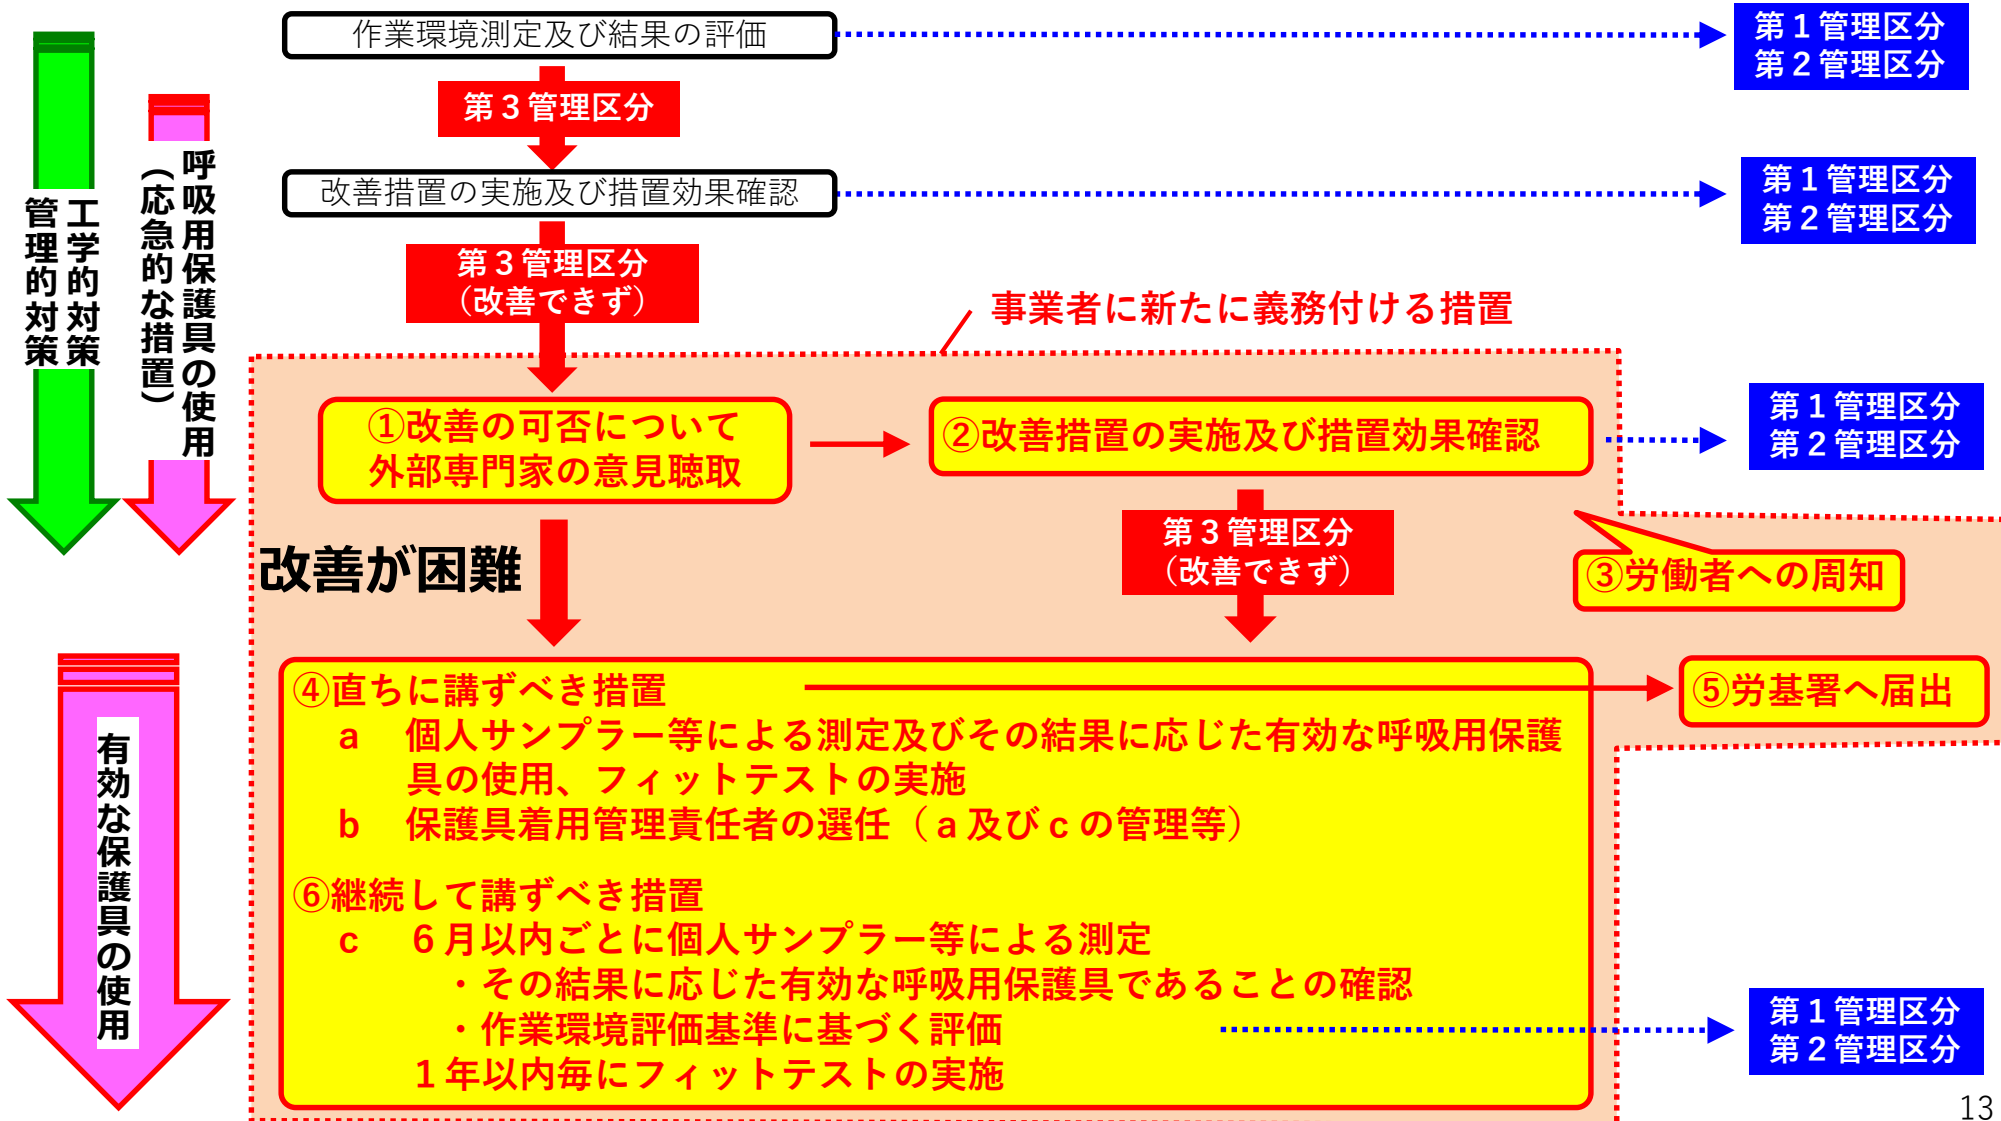 作業環境測定及び結果の評価
第１管理区分
第２管理区分
第３管理区分
改善措置の実施及び措置効果確認
第１管理区分
第２管理区分
第３管理区分
（改善できず）
事業者に新たに義務付ける措置
工学的対策
管理的対策
呼吸用保護具の使用
（応急的な措置）
①改善の可否について
外部専門家の意見聴取
②改善措置の実施及び措置効果確認
第１管理区分
第２管理区分
改善が困難
第３管理区分
（改善できず）
③労働者への周知
④直ちに講ずべき措置
a　個人サンプラー等による測定及びその結果に応じた有効な呼吸用保護
具の使用、フィットテストの実施
b　保護具着用管理責任者の選任（a及びcの管理等）
⑤労基署へ届出
有効な保護具の使用
⑥継続して講ずべき措置
c　６月以内ごとに個人サンプラー等による測定
・その結果に応じた有効な呼吸用保護具であることの確認
・作業環境評価基準に基づく評価
１年以内毎にフィットテストの実施
第１管理区分
第２管理区分
13